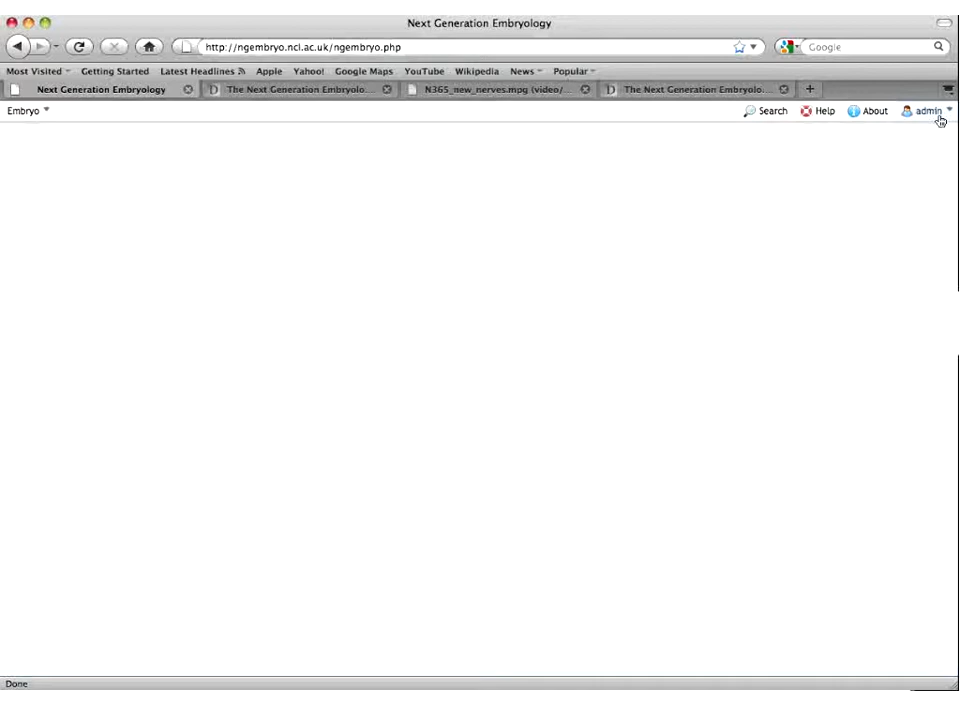 Next Generation Embryology
http://ngembryo.ncl.ac.uk/ngembryo.php Google
Most Visited Getting Started Latest Headlines Apple Yahoo! Google Maps YouTube Wikipedia News Popular
Next Generation Embryology The Next Generation Embryolo... N365_new_nerves.mpg (video/... The Next Generation Embryolo... +
Embryo Search Help About admin
Done